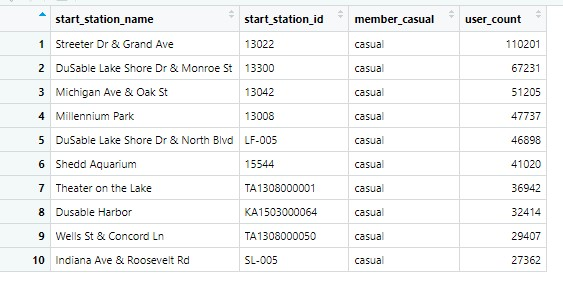 start_station_name start_station_id member_casual user_count
1 Streeter Dr & Grand Ave 13022 casual 110201
2 DuSable Lake Shore Dr & Monroe St 13300 casual 67231
3 Michigan Ave & Oak St 13042 casual 51205
4 Millennium Park 13008 casual 47737
5 DuSable Lake Shore Dr & North Blvd LF-005 casual 46898
6 Shedd Aquarium 15544 casual 41020
7 Theater on the Lake TA1308000001 casual 36942
8 Dusable Harbor KA1503000064 casual 32414
9 Wells St & Concord Ln TA1308000050 casual 29407
10 Indiana Ave & Roosevelt Rd SL-005 casual 27362